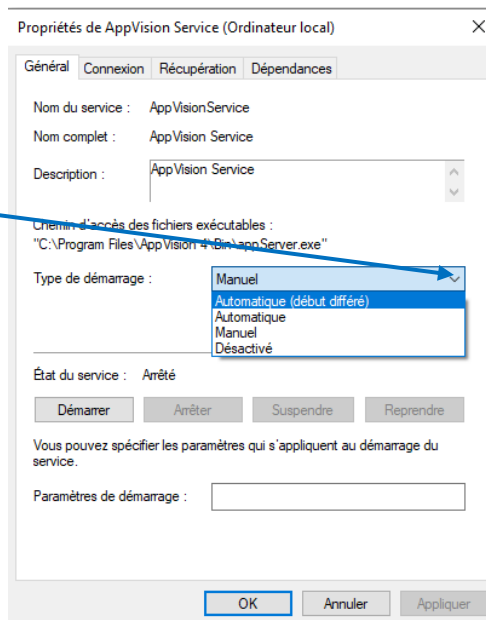 Propriétés de AppVision Service (Ordinateur local)
Général Connexion Récupération Dépendances
Nom du service : AppVisionService
Nom complet : AppVision Service
Description : AppVision Service
Chemin d'accès des fichiers exécutables :
"C:\Program Files\AppVision 4\Bin\appServer.exe"
Type de démarrage : Manuel
Automatique (début différé)
Automatique
Manuel
Désactivé
État du service : Arrêté
Démarrer Arrêter Suspendre Reprendre
Vous pouvez spécifier les paramètres qui s'appliquent au démarrage du
service.
Paramètres de démarrage :
OK Annuler Appliquer